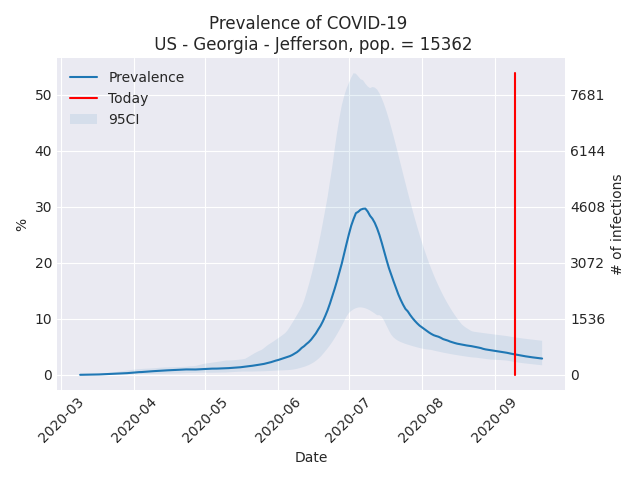 Prevalence of COVID-19
US - Georgia - Jefferson, pop. = 15362
Prevalence
Today
95CI
50
40
30
20
10
0
%
7681
6144
4608
3072
1536
0
# of infections
2020-03
2020-04
2020-05
2020-06
2020-07
2020-08
2020-09
Date